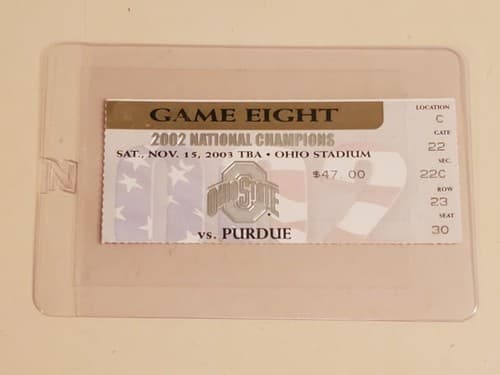 GAME EIGHT
2002 NATIONAL CHAMPIONS
SAT., NOV. 15, 2003 TBA • OHIO STADIUM
$47.00
OHIO STATE
vs. PURDUE
LOCATION
C
GATE
22
SEC.
22C
ROW
23
SEAT
30
N